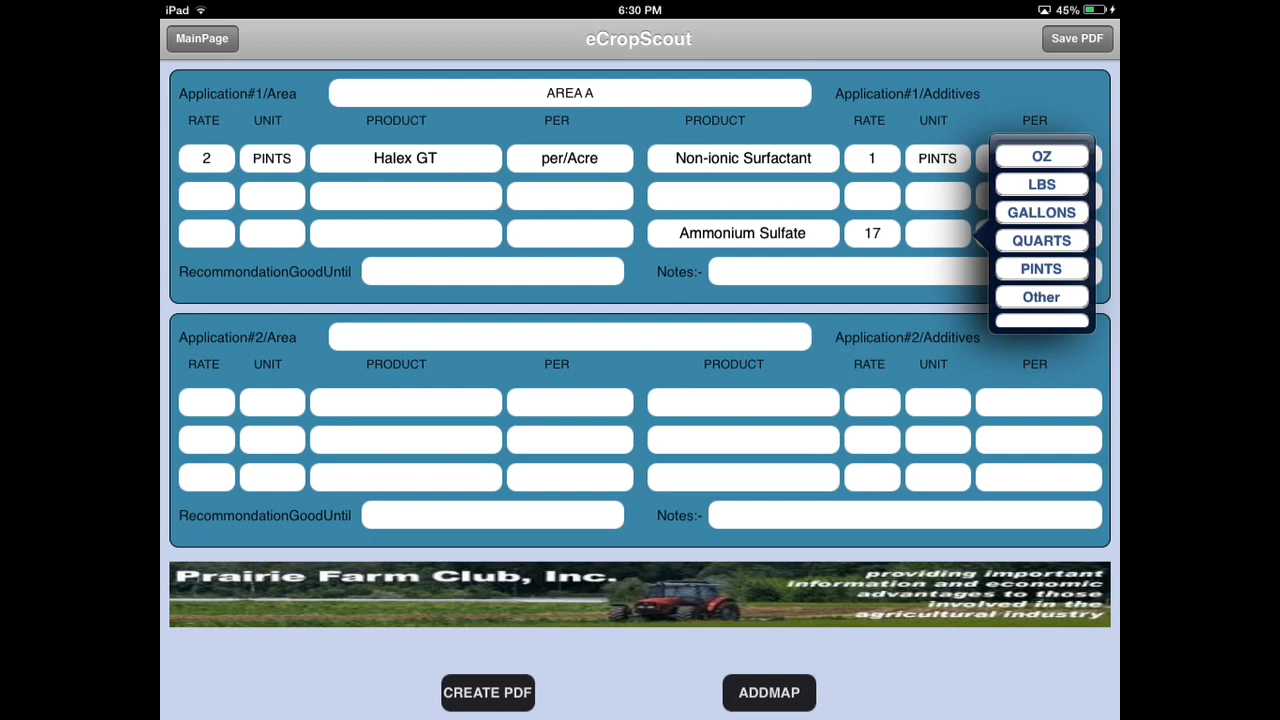 iPad 6:30 PM 45%
MainPage eCropScout Save PDF
Application#1/Area AREA A Application#1/Additives
RATE UNIT PRODUCT PER PRODUCT RATE UNIT PER
2 PINTS Halex GT per/Acre Non-ionic Surfactant 1 PINTS
Ammonium Sulfate 17
RecommondationGoodUntil Notes:-
OZ
LBS
GALLONS
QUARTS
PINTS
Other
Application#2/Area Application#2/Additives
RATE UNIT PRODUCT PER PRODUCT RATE UNIT PER
RecommondationGoodUntil Notes:-
Prairie Farm Club, Inc.
providing important
information and economic
advantages to those
involved in the
agricultural industry
CREATE PDF ADDMAP